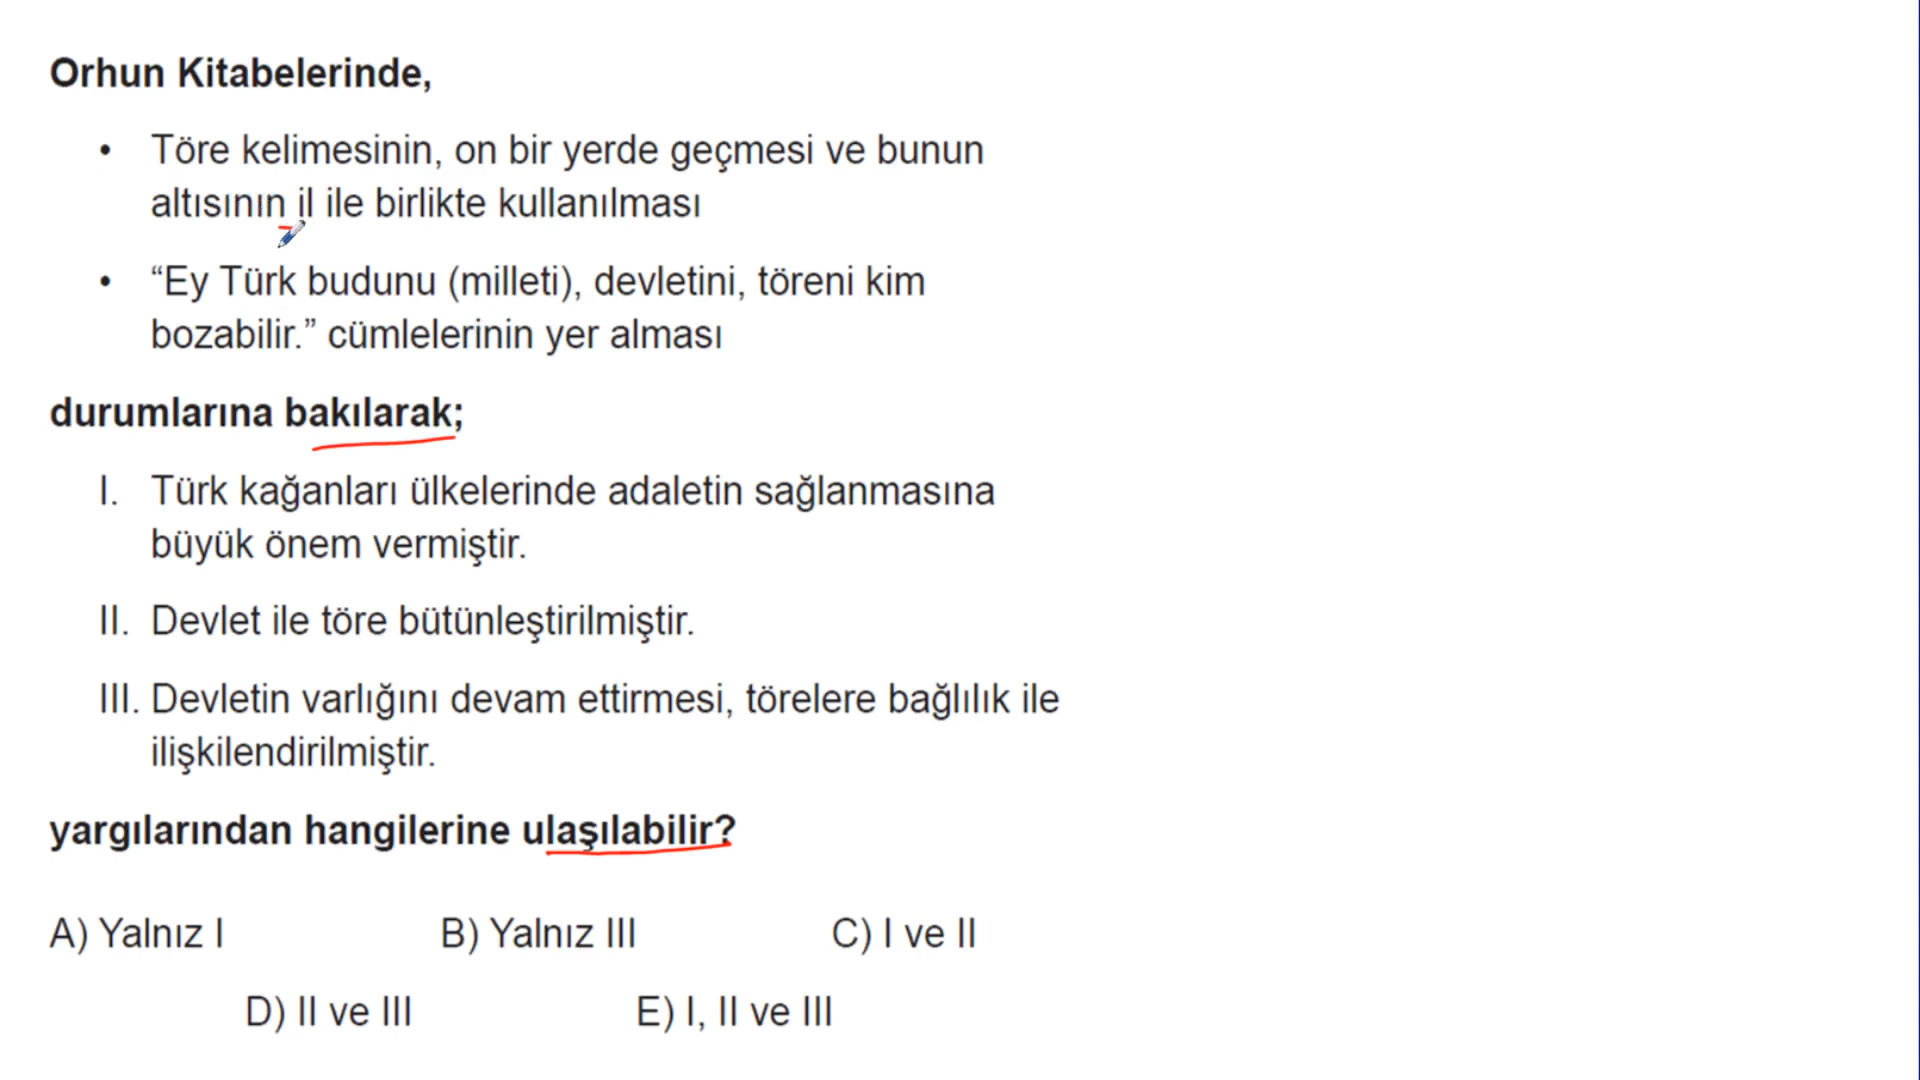 Orhun Kitabelerinde,
• Töre kelimesinin, on bir yerde geçmesi ve bunun
altısının il ile birlikte kullanılması
• “Ey Türk budunu (milleti), devletini, töreni kim
bozabilir.” cümlelerinin yer alması
durumlarına bakılarak;
I. Türk kağanları ülkelerinde adaletin sağlanmasına
büyük önem vermiştir.
II. Devlet ile töre bütünleştirilmiştir.
III. Devletin varlığını devam ettirmesi, törelere bağlılık ile
ilişkilendirilmiştir.
yargılarından hangilerine ulaşılabilir?
A) Yalnız I B) Yalnız III C) I ve II
D) II ve III E) I, II ve III